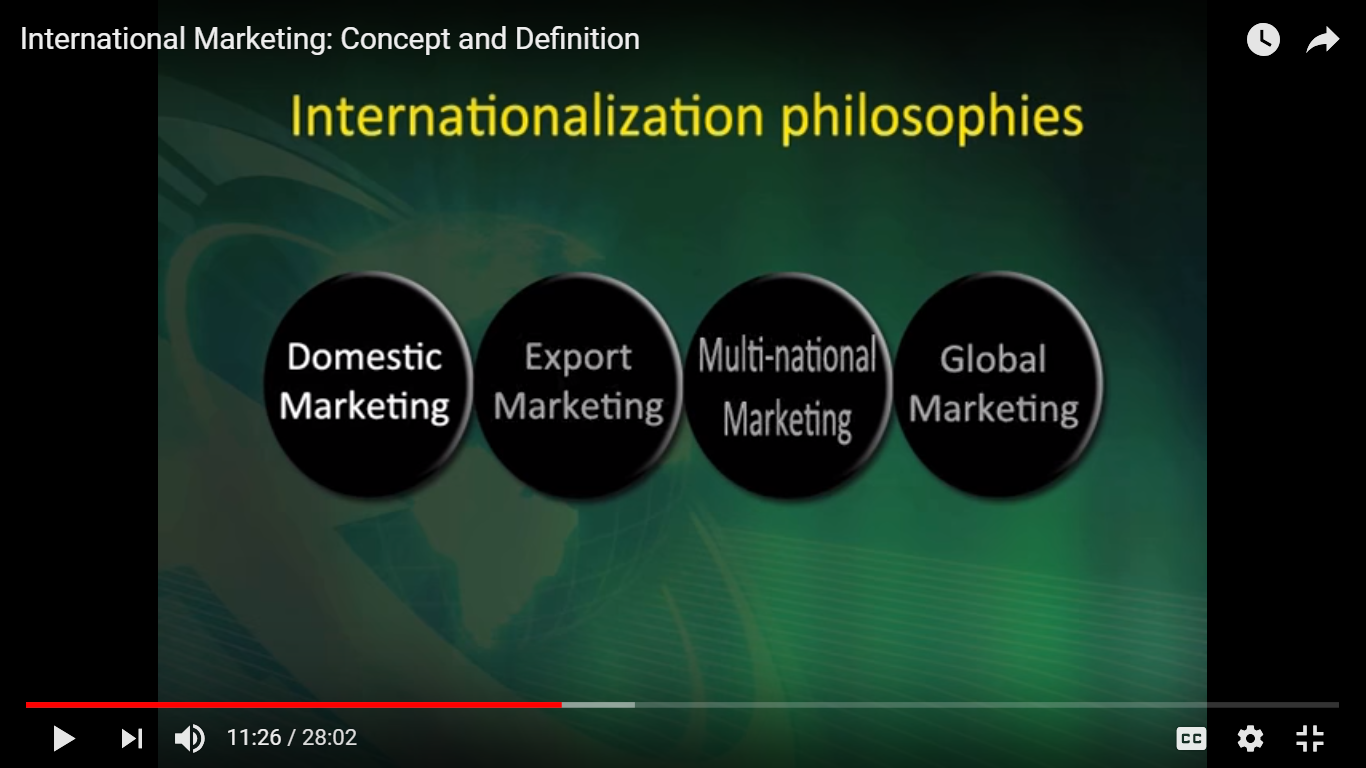 International Marketing: Concept and Definition
Internationalization philosophies
Domestic
Marketing
Export
Marketing
Multi-national
Marketing
Global
Marketing
11:26 / 28:02
CC